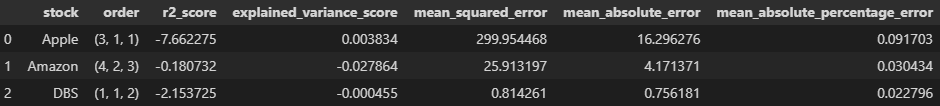 stock order r2_score explained_variance_score mean_squared_error mean_absolute_error mean_absolute_percentage_error
0 Apple (3, 1, 1) -7.662275 0.003834 299.954468 16.296276 0.091703
1 Amazon (4, 2, 3) -0.180732 -0.027864 25.913197 4.171371 0.030434
2 DBS (1, 1, 2) -2.153725 -0.000455 0.814261 0.756181 0.022796